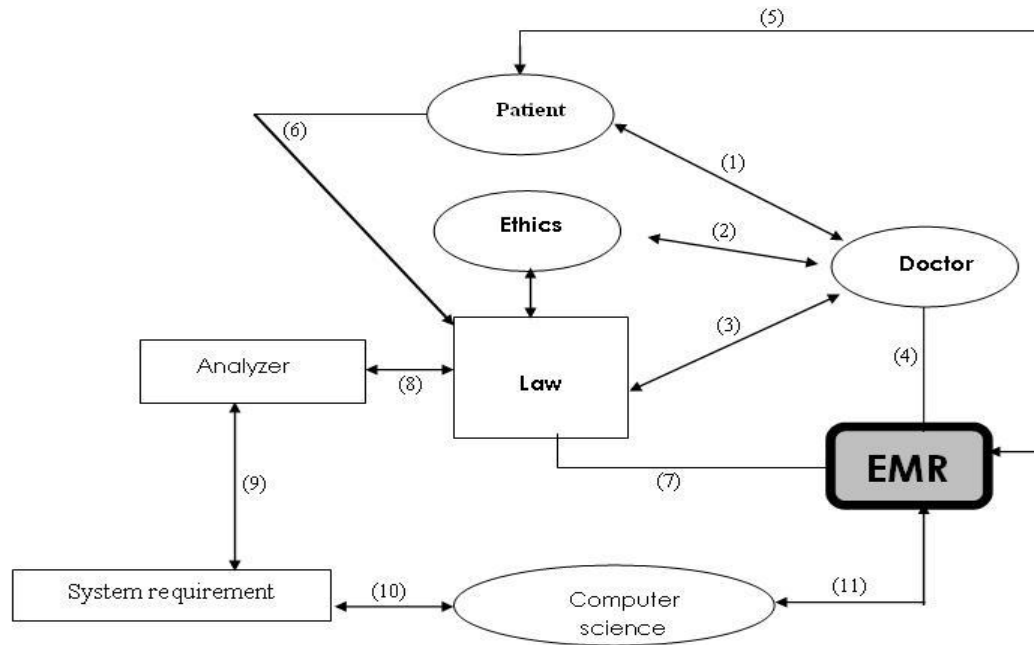 (5)
Patient
(6)
(1)
Ethics
(2)
Doctor
(3)
(4)
Analyzer
(8)
Law
EMR
(7)
(9)
System requirement
(10)
Computer
science
(11)